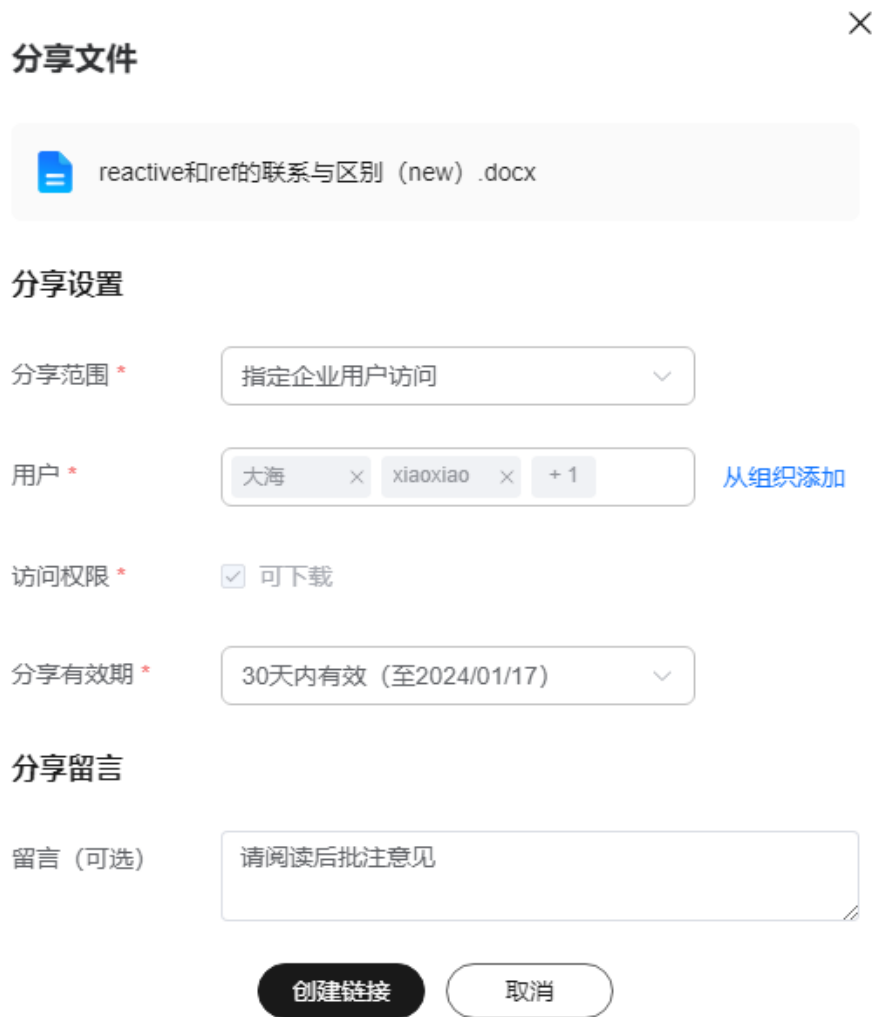 分享文件
reactive和ref的联系与区别（new）.docx
分享设置
分享范围 * 指定企业用户访问
用户 * 大海 × xiaoxiao × + 1 从组织添加
访问权限 * 可下载
分享有效期 * 30天内有效（至2024/01/17）
分享留言
留言（可选） 请阅读后批注意见
创建链接 取消